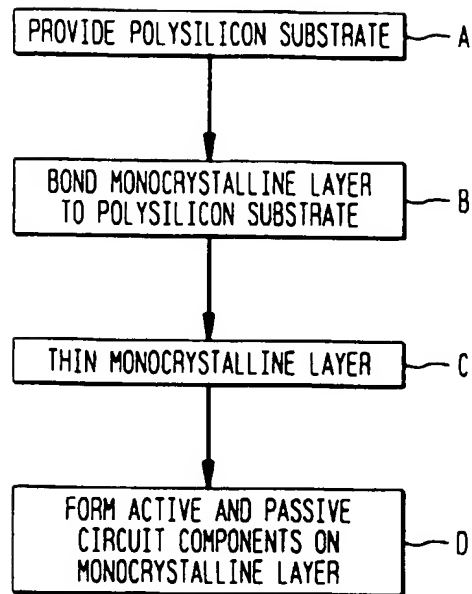 PROVIDE POLYSILICON SUBSTRATE
A
BOND MONOCRYSTALLINE LAYER
TO POLYSILICON SUBSTRATE
B
THIN MONOCRYSTALLINE LAYER
C
FORM ACTIVE AND PASSIVE
CIRCUIT COMPONENTS ON
MONOCRYSTALLINE LAYER
D